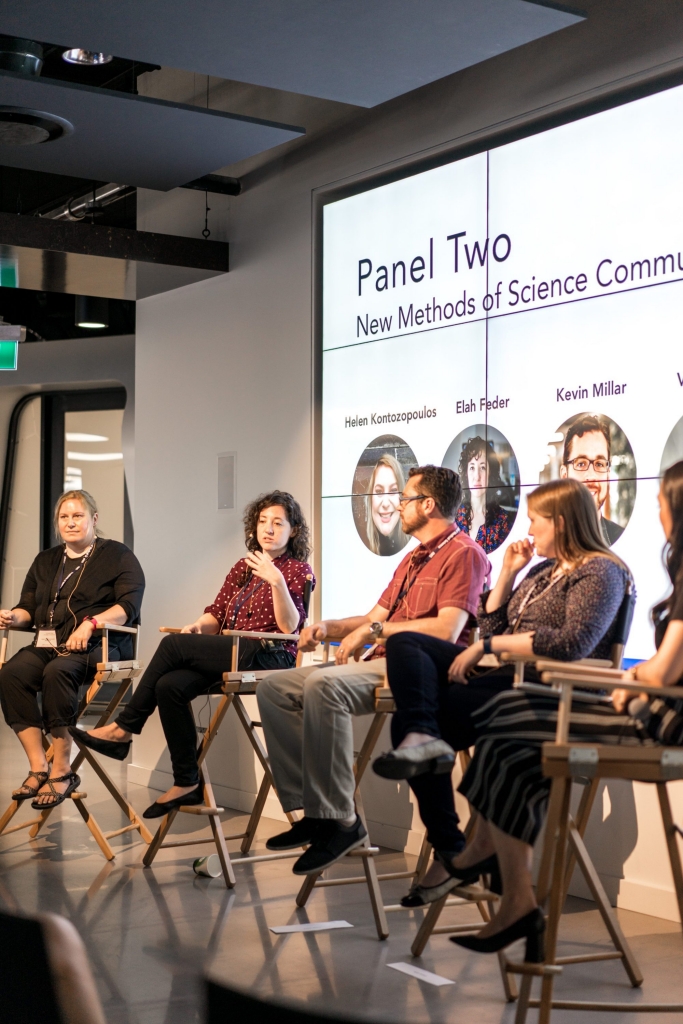 Panel Two
New Methods of Science Commu
Helen Kontozopoulos
Elah Feder
Kevin Millar
V